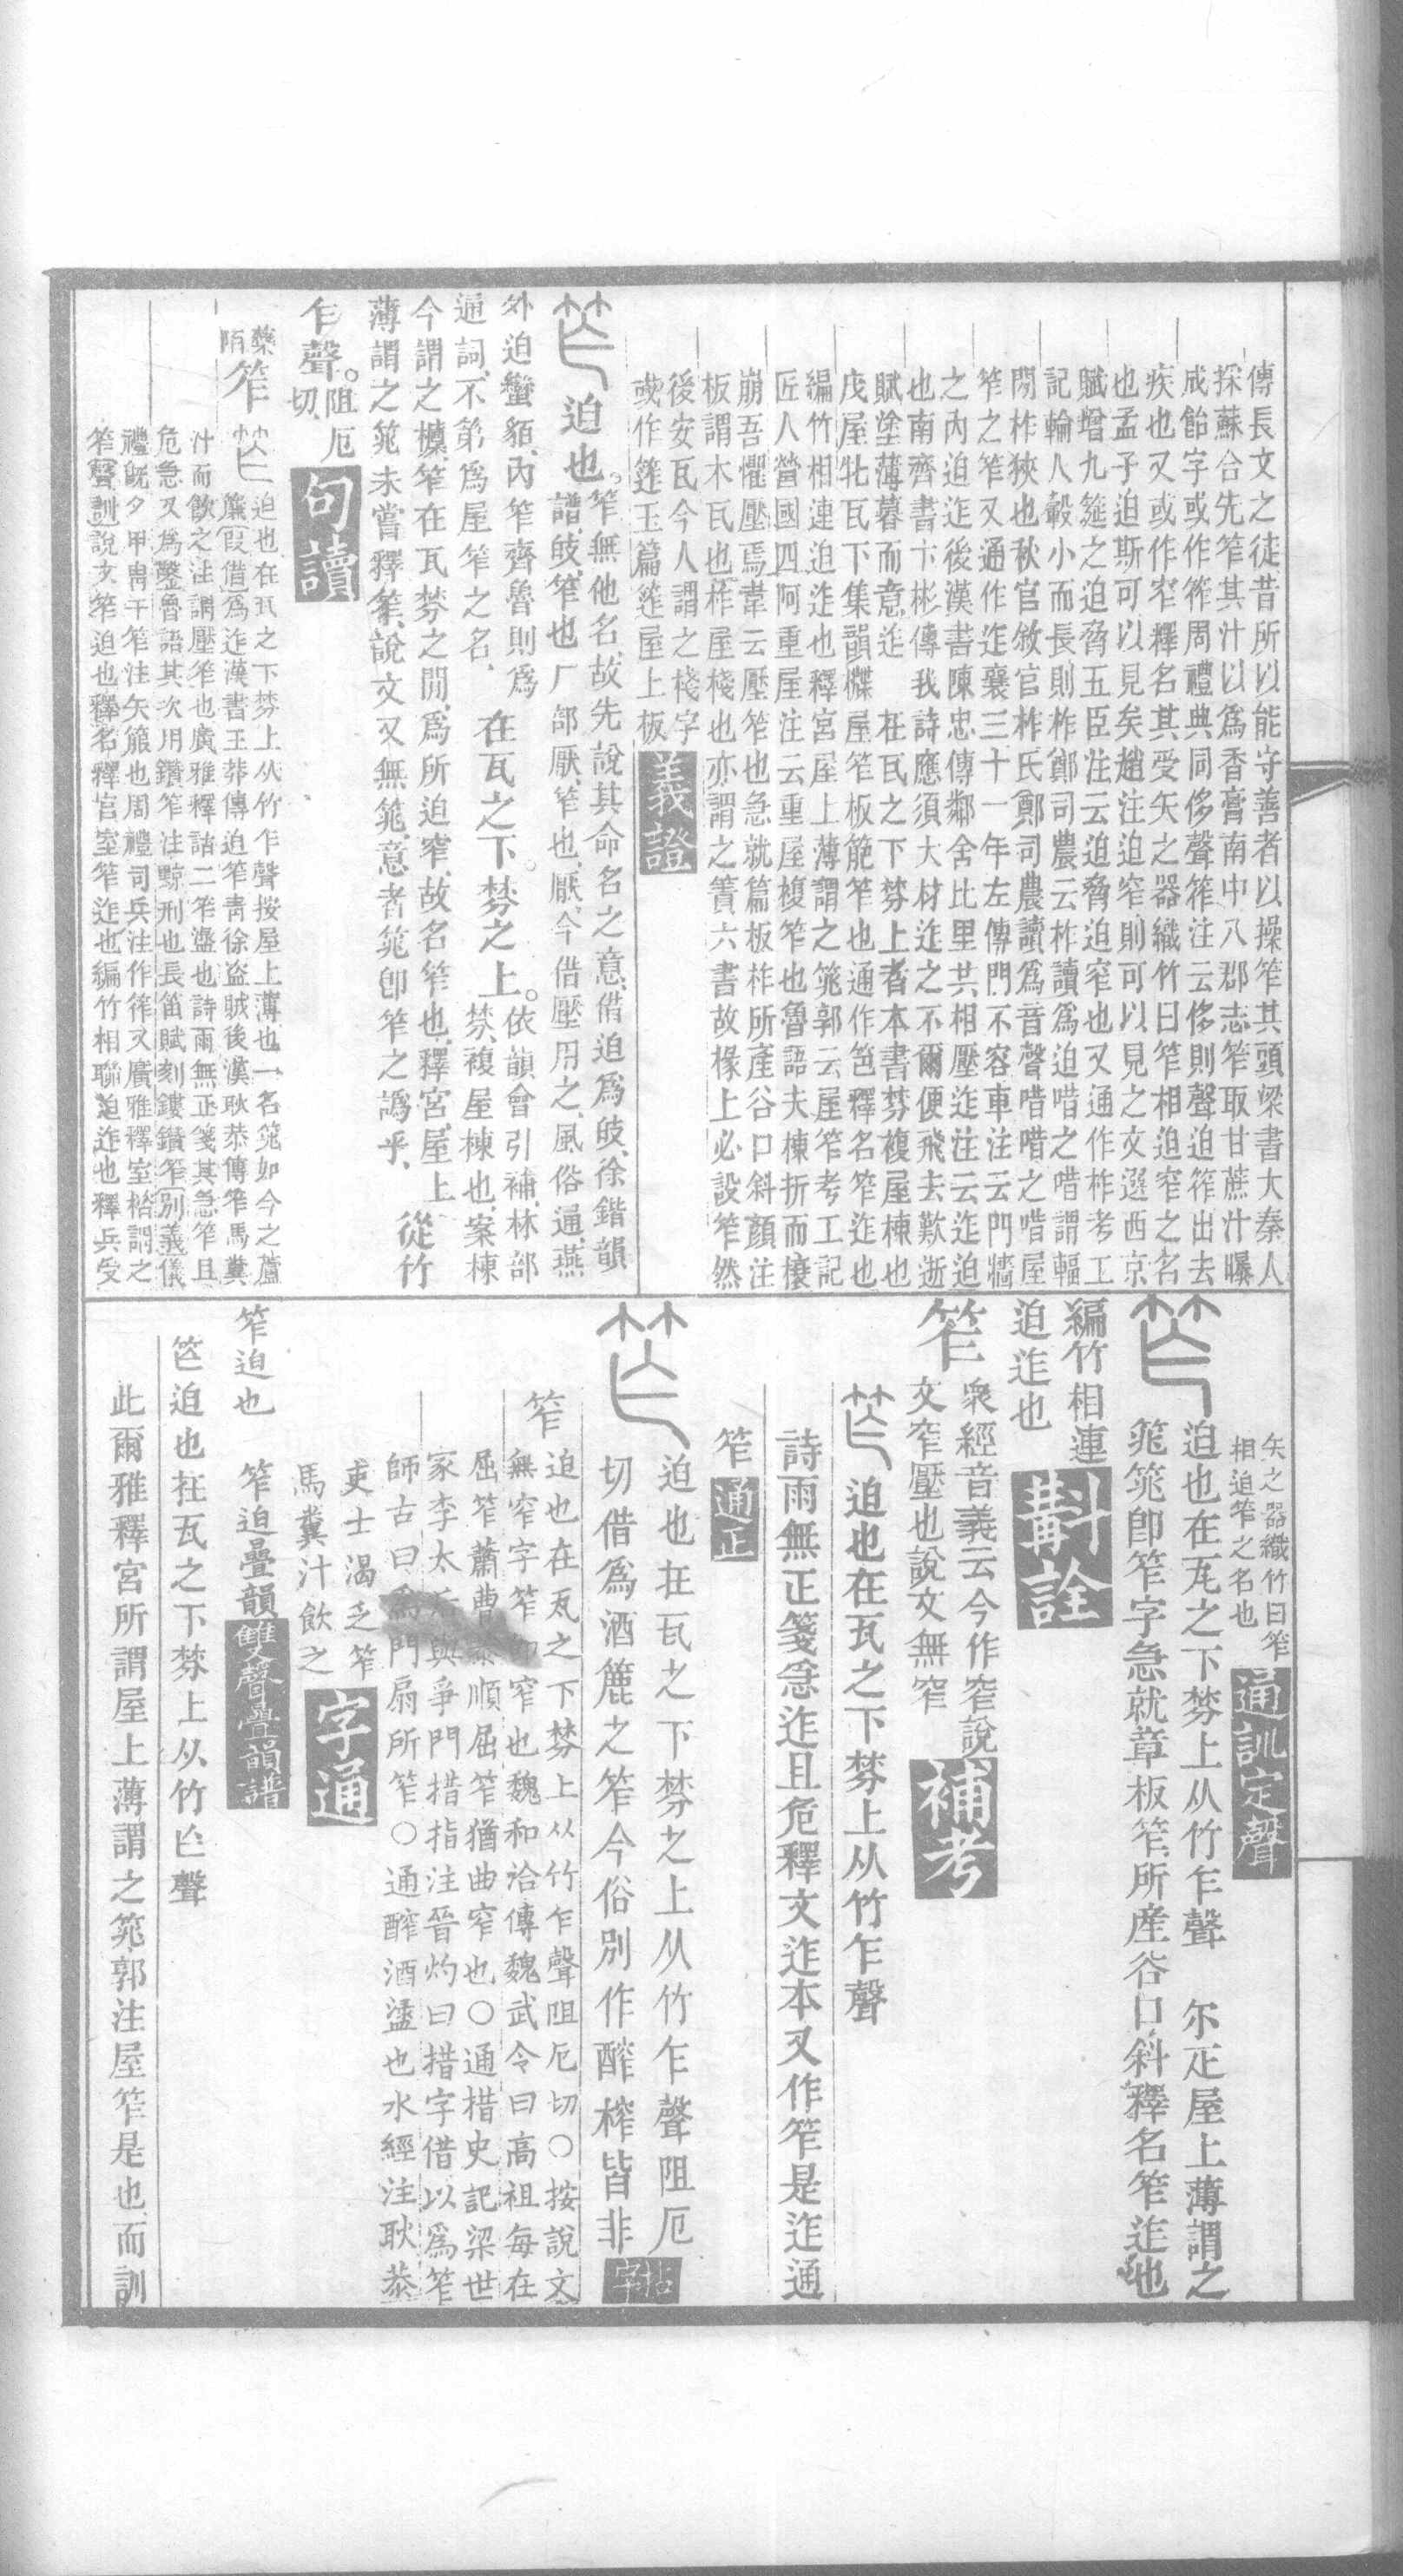 傳長文之徒昔所以能守善者以操笮其頭梁書大秦人
採蘇合先笮其汁以爲香膏南中八郡志笮取甘蔗汁曝
成飴字或作筰周禮典同侈聲筰注云侈則聲迫筰出去
疾也又或作窄釋名其受矢之器織竹曰笮相迫窄之名
也孟子迫斯可以見矣趙注迫窄則可以見之文選西京
賦增九筵之迫脅五臣注云迫脅迫窄也又通作柞考工
記輪人轂小而長則柞鄭司農云柞讀爲迫唶之唶謂輻
閒柞狹也秋官敘官柞氏鄭司農讀爲音聲唶唶之唶屋
笮之笮又通作迮襄三十一年左傳門不容車注云門牆
之內迫迮後漢書陳忠傳鄰舍比里共相壓迮注云迮迫
也南齊書卞彬傳我詩應須大材迮之不爾便飛去歎逝
賦塗薄暮而意迮　在瓦之下棼上者本書棼複屋棟也
戊屋牝瓦下集韻㡇屋笮板䈜笮也通作笆釋名笮迮也
編竹相連迫迮也釋宮屋上薄謂之筄郭云屋笮考工記
匠人營國四阿重屋注云重屋複笮也魯語夫棟折而榱
崩吾懼壓焉韋云壓笮也急就篇板柞所產谷口斜顏注
板謂木瓦也柞屋棧也亦謂之簀六書故椽上必設笮然
後安瓦今人謂之棧字
或作簅玉篇簅屋上板 義證
笮 迫也。笮無他名、故先說其命名之意、借迫爲皵、徐鍇韻
譜、皵、笮也、厂部厭、笮也、厭、今借壓用之、風俗通、燕
外迫蠻貊、內笮齊魯、則爲　在瓦之下。棼之上。依韻會引補、林部
通詞、不第爲屋笮之名、　棼、複屋棟也、案棟
今謂之檁、笮在瓦棼之閒、爲所迫窄、故名笮也、釋宮、屋上
薄謂之筄、未嘗釋筄、說文又無筄、意者筄卽笮之譌乎、　從竹
乍聲。阻厄
切、 句讀
藥
陌 笮 迫也在瓦之下棼上从竹乍聲按屋上薄也一名筄如今之蘆
簾假借爲迮漢書王莽傳迫笮靑徐盜賊後漢耿恭傳笮馬糞
汁而飲之注謂壓笮也廣雅釋詁二笮盪也詩雨無正箋其急笮且
危急又爲鑿魯語其次用鑽笮注黥刑也長笛賦刻鏤鑽笮別義儀
禮旣夕甲冑干笮注矢箙也周禮司兵注作筰又廣雅釋室㮞謂之
笮聲訓說文笮迫也釋名釋宮室笮迮也編竹相聯迫迮也釋兵受
矢之器織竹曰笮
相迫笮之名也 通訓定聲
笮 迫也在瓦之下棼上从竹乍聲　尒疋屋上薄謂之
筄筄卽笮字急就章板笮所產谷口斜釋名笮迮也
編竹相連
迫迮也 斠詮
笮 衆經音義云今作窄說
文窄壓也說文無窄 補考
笮 迫也在瓦之下棼上从竹乍聲
詩雨無正箋急迮且危釋文迮本又作笮是迮通
笮 通正
笮 迫也在瓦之下棼之上从竹乍聲阻厄
切借爲酒簏之笮今俗別作醡榨皆非 拈字
笮 迫也在瓦之下棼上从竹乍聲阻厄切○按說文
無窄字笮卽窄也魏和洽傳魏武令曰高祖每在
屈笮蕭曹 順屈笮猶曲窄也○通措史記梁世
家李太后與爭門措指注晉灼曰措字借以爲笮
師古曰爲門扇所笮○通醡酒盪也水經注耿恭
吏士渴乏笮
馬糞汁飲之 字通
笮迫也　笮迫疊韻 雙聲疊韻譜
笮迫也在瓦之下棼上从竹乍聲
此爾雅釋宮所謂屋上薄謂之筄郭注屋笮是也而訓